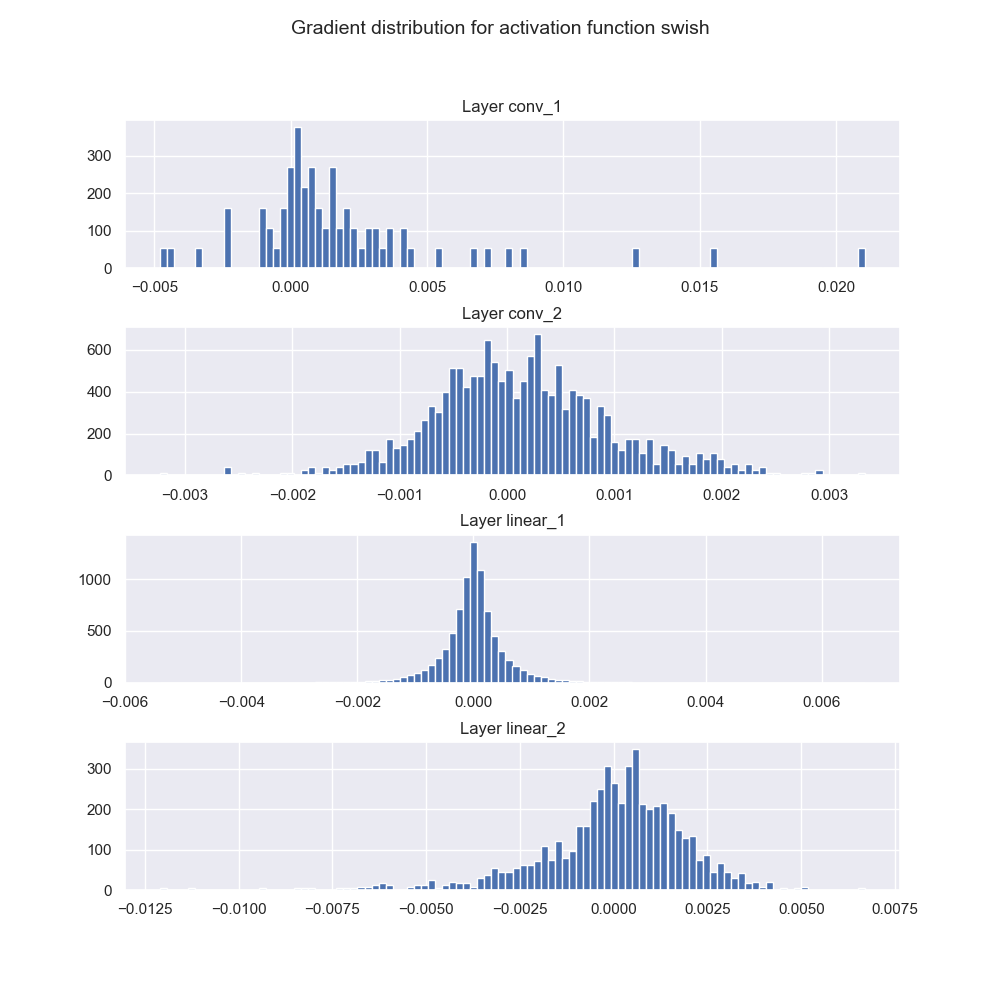 Gradient distribution for activation function swish
Layer conv_1
300
200
100
0
−0.005 0.000 0.005 0.010 0.015 0.020
Layer conv_2
600
400
200
0
−0.003 −0.002 −0.001 0.000 0.001 0.002 0.003
Layer linear_1
1000
500
0
−0.006 −0.004 −0.002 0.000 0.002 0.004 0.006
Layer linear_2
300
200
100
0
−0.0125 −0.0100 −0.0075 −0.0050 −0.0025 0.0000 0.0025 0.0050 0.0075